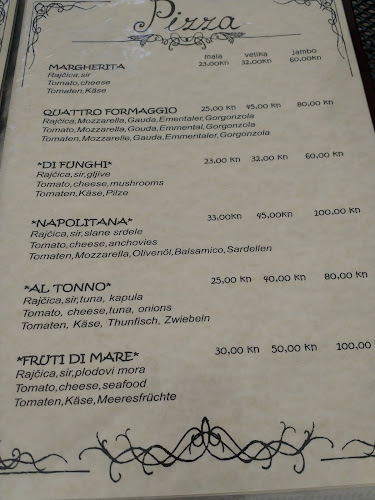 Pizza
mala velika jambo
MARGHERITA 23.00Kn 32.00Kn 60.00Kn
Rajčica,sir
Tomato,cheese
Tomaten,Käse
QUATTRO FORMAGGIO 25,00 Kn 45.00 Kn 80,00 Kn
Rajčica,Mozzarella,Gauda,Ementaler,Gorgonzola
Tomato,Mozzarella,Gouda,Emmental,Gorgonzola
Tomaten,Mozzarella,Gauda,Emmentaler,Gorgonzola
*DI FUNGHI* 23.00 Kn 32,00 Kn 60,00 Kn
Rajčica,sir,gljive
Tomato,cheese,mushrooms
Tomaten,Käse,Pilze
*NAPOLITANA* 33.00Kn 45,00Kn 100,00 Kn
Rajčica,sir,slane srdele
Tomato,cheese,anchovies
Tomaten,Mozzarella,Olivenöl,Balsamico,Sardellen
*AL TONNO* 25,00 Kn 40.00 Kn 80,00 Kn
Rajčica,sir,tuna, kapula
Tomato, cheese,tuna, onions
Tomaten, Käse, Thunfisch, Zwiebeln
*FRUTI DI MARE* 30,00 Kn 50,00 Kn 100,00
Rajčica,sir,plodovi mora
Tomato,cheese,seafood
Tomaten,Käse,Meeresfrüchte